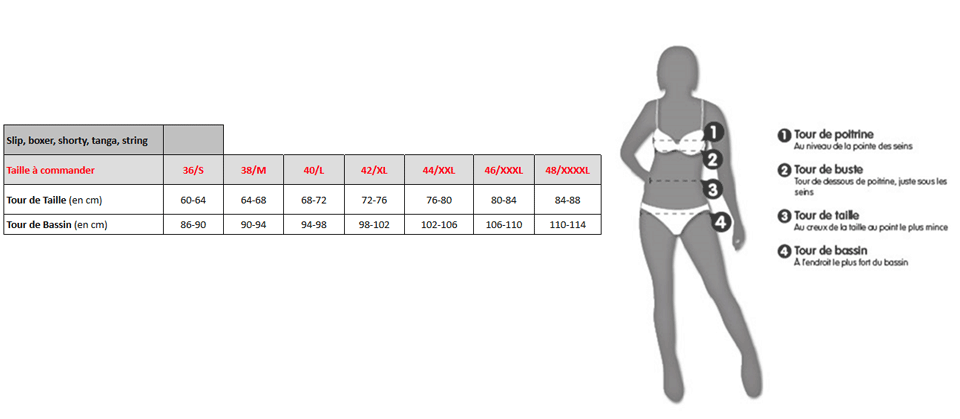 Slip, boxer, shorty, tanga, string
Taille à commander 36/S 38/M 40/L 42/XL 44/XXL 46/XXXL 48/XXXXL
Tour de Taille (en cm) 60-64 64-68 68-72 72-76 76-80 80-84 84-88
Tour de Bassin (en cm) 86-90 90-94 94-98 98-102 102-106 106-110 110-114
1
2
3
4
1 Tour de poitrine
Au niveau de la pointe des seins
2 Tour de buste
Tour de dessous de poitrine, juste sous les
seins
3 Tour de taille
Au creux de la taille au point le plus mince
4 Tour de bassin
À l'endroit le plus fort du bassin